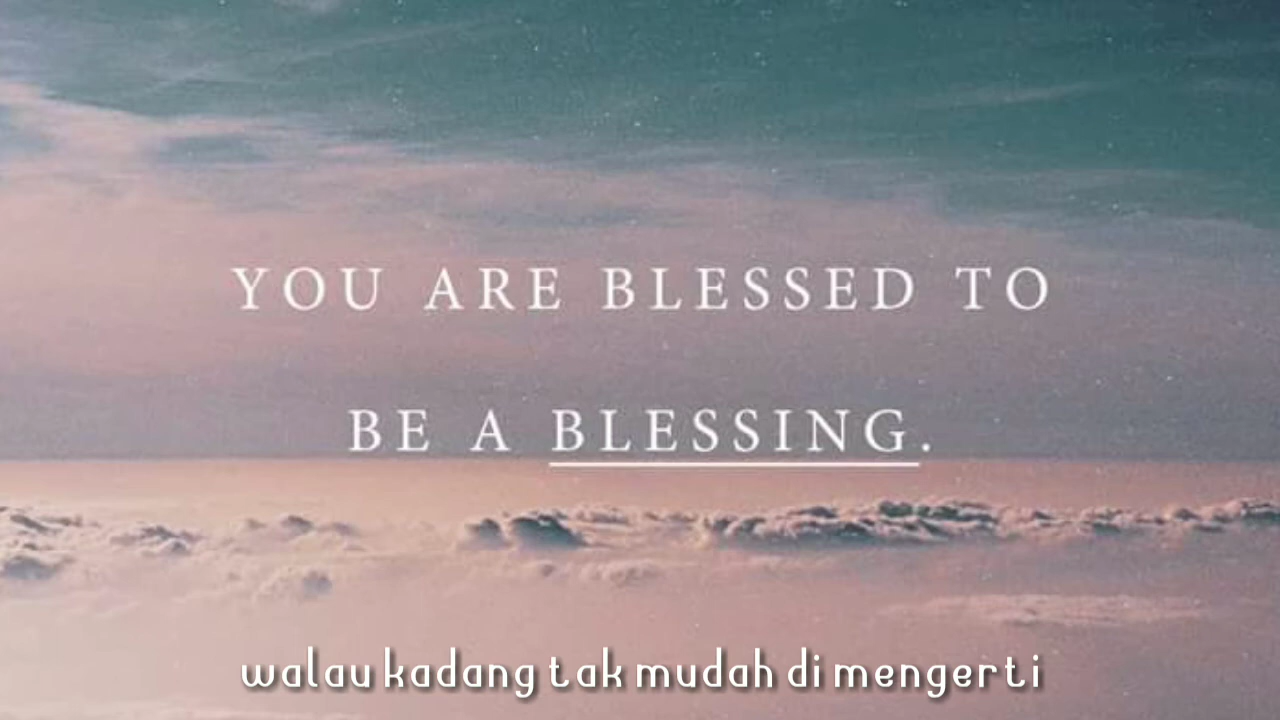 YOU ARE BLESSED TO
BE A BLESSING.
walau kadang tak mudah di mengerti